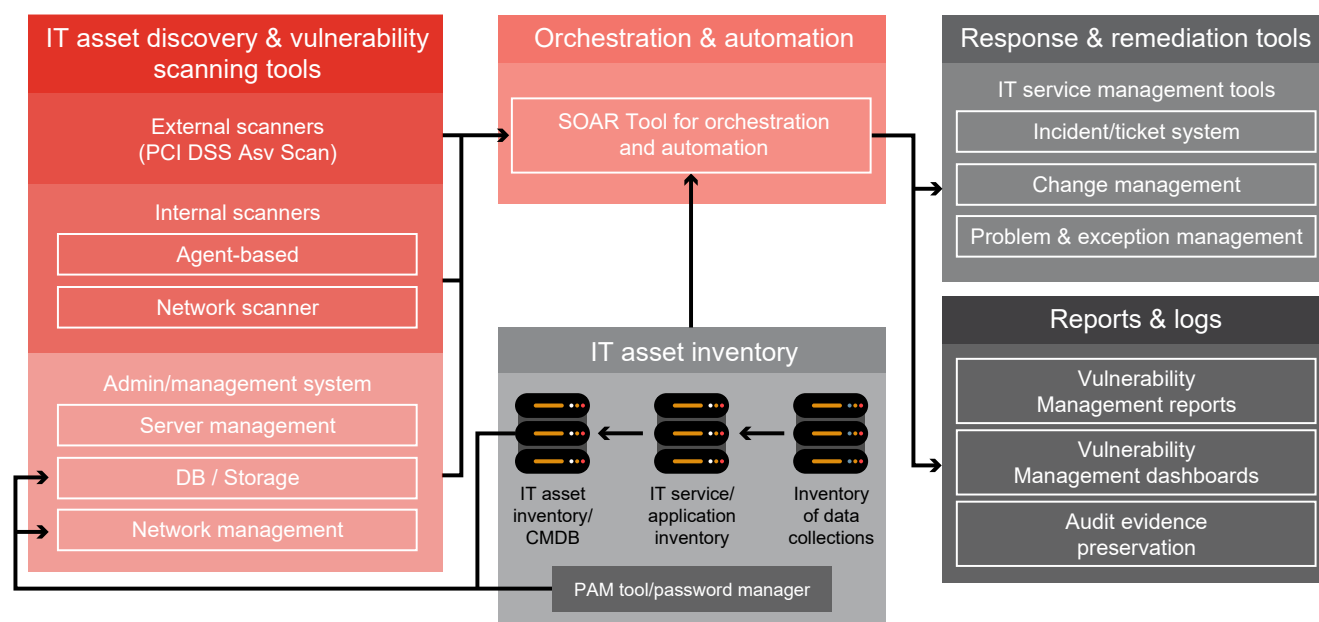 IT asset discovery & vulnerability
scanning tools
External scanners
(PCI DSS Asv Scan)
Internal scanners
Agent-based
Network scanner
Admin/management system
Server management
DB / Storage
Network management
Orchestration & automation
SOAR Tool for orchestration
and automation
IT asset inventory
IT asset
inventory/
CMDB
IT service/
application
inventory
Inventory
of data
collections
PAM tool/password manager
Response & remediation tools
IT service management tools
Incident/ticket system
Change management
Problem & exception management
Reports & logs
Vulnerability
Management reports
Vulnerability
Management dashboards
Audit evidence
preservation